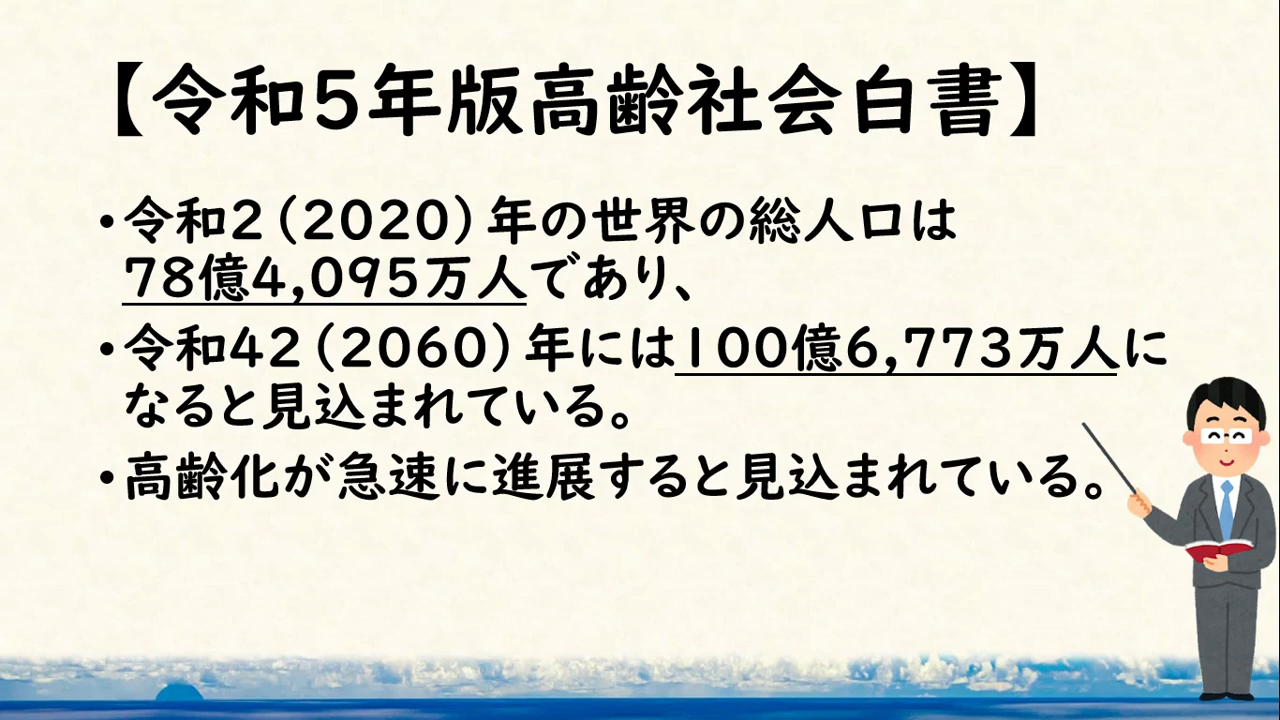 【令和5年版高齢社会白書】
•令和2(2020)年の世界の総人口は
78億4,095万人であり、
•令和42(2060)年には100億6,773万人に
なると見込まれている。
•高齢化が急速に進展すると見込まれている。